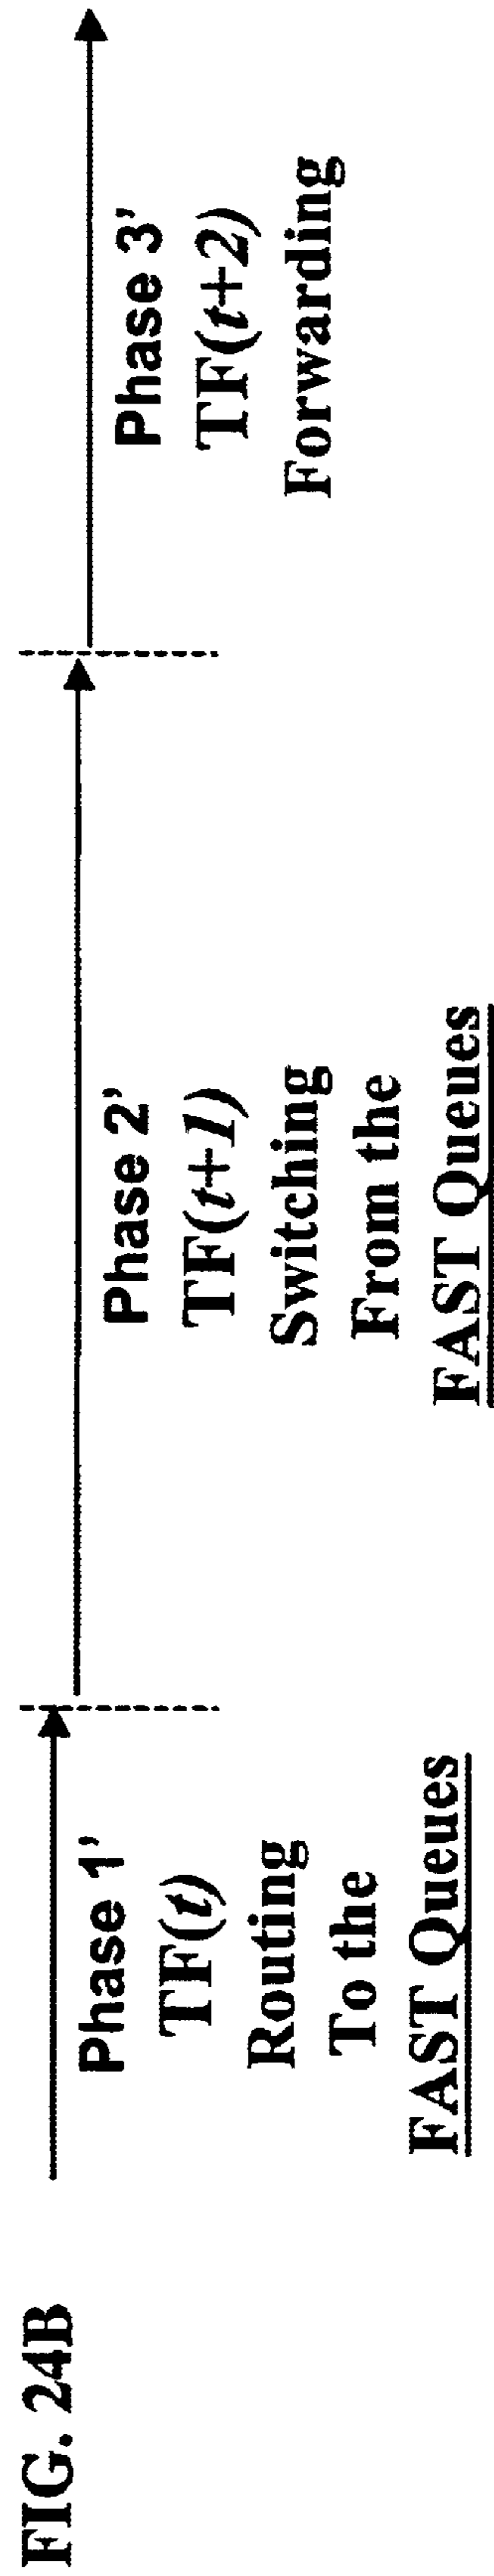 FIG. 24B
Phase 1'
TF(t)
Routing
To the
FAST Queues
Phase 2'
TF(t+1)
Switching
From the
FAST Queues
Phase 3'
TF(t+2)
Forwarding